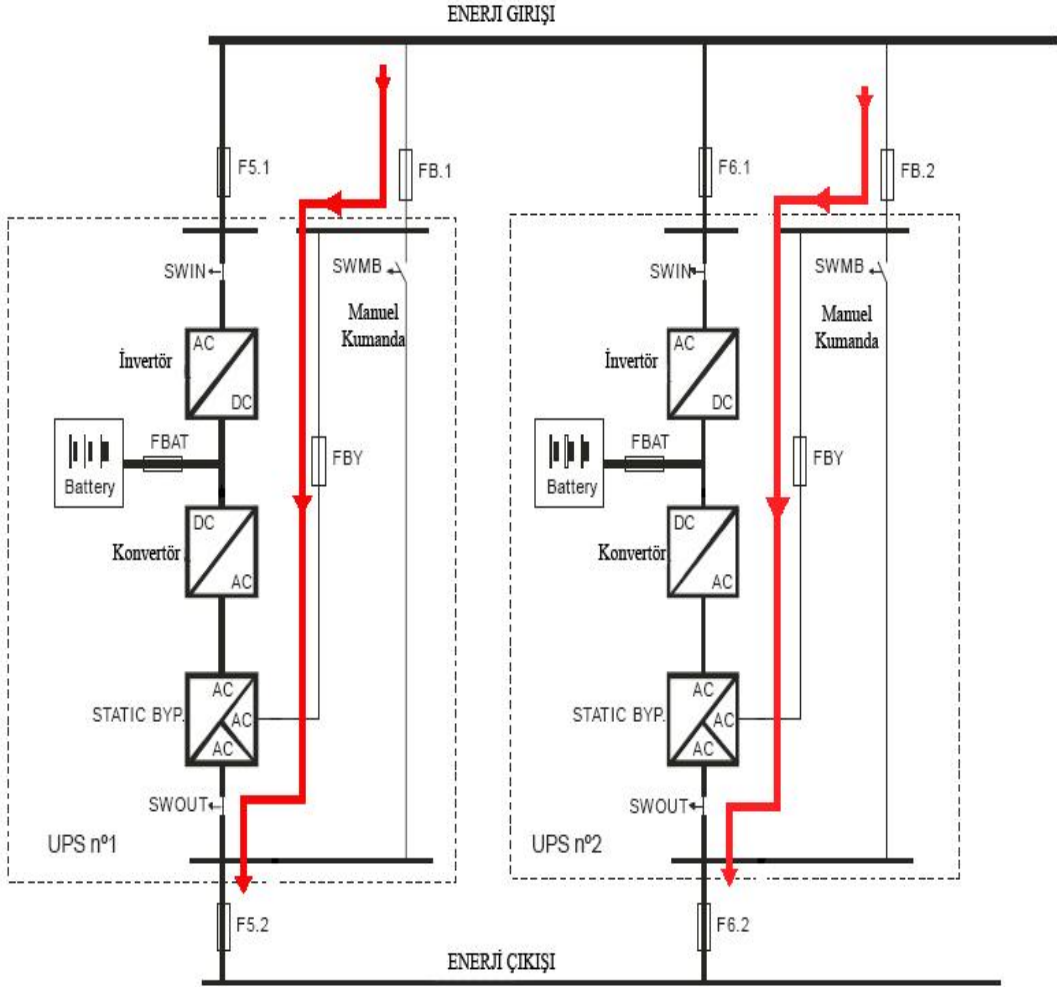 ENERJI GIRIŞI
F5.1
FB.1
F6.1
FB.2
SWIN
SWMB
SWIN
SWMB
Manuel
Kumanda
Manuel
Kumanda
İnvertör
AC
DC
İnvertör
AC
DC
FBAT
FBY
FBAT
FBY
Battery
Battery
Konvertör
DC
AC
Konvertör
DC
AC
STATIC BYP.
AC
AC
AC
STATIC BYP.
AC
AC
AC
SWOUT
SWOUT
UPS nº1
UPS nº2
F5.2
F6.2
ENERJİ ÇIKIŞI